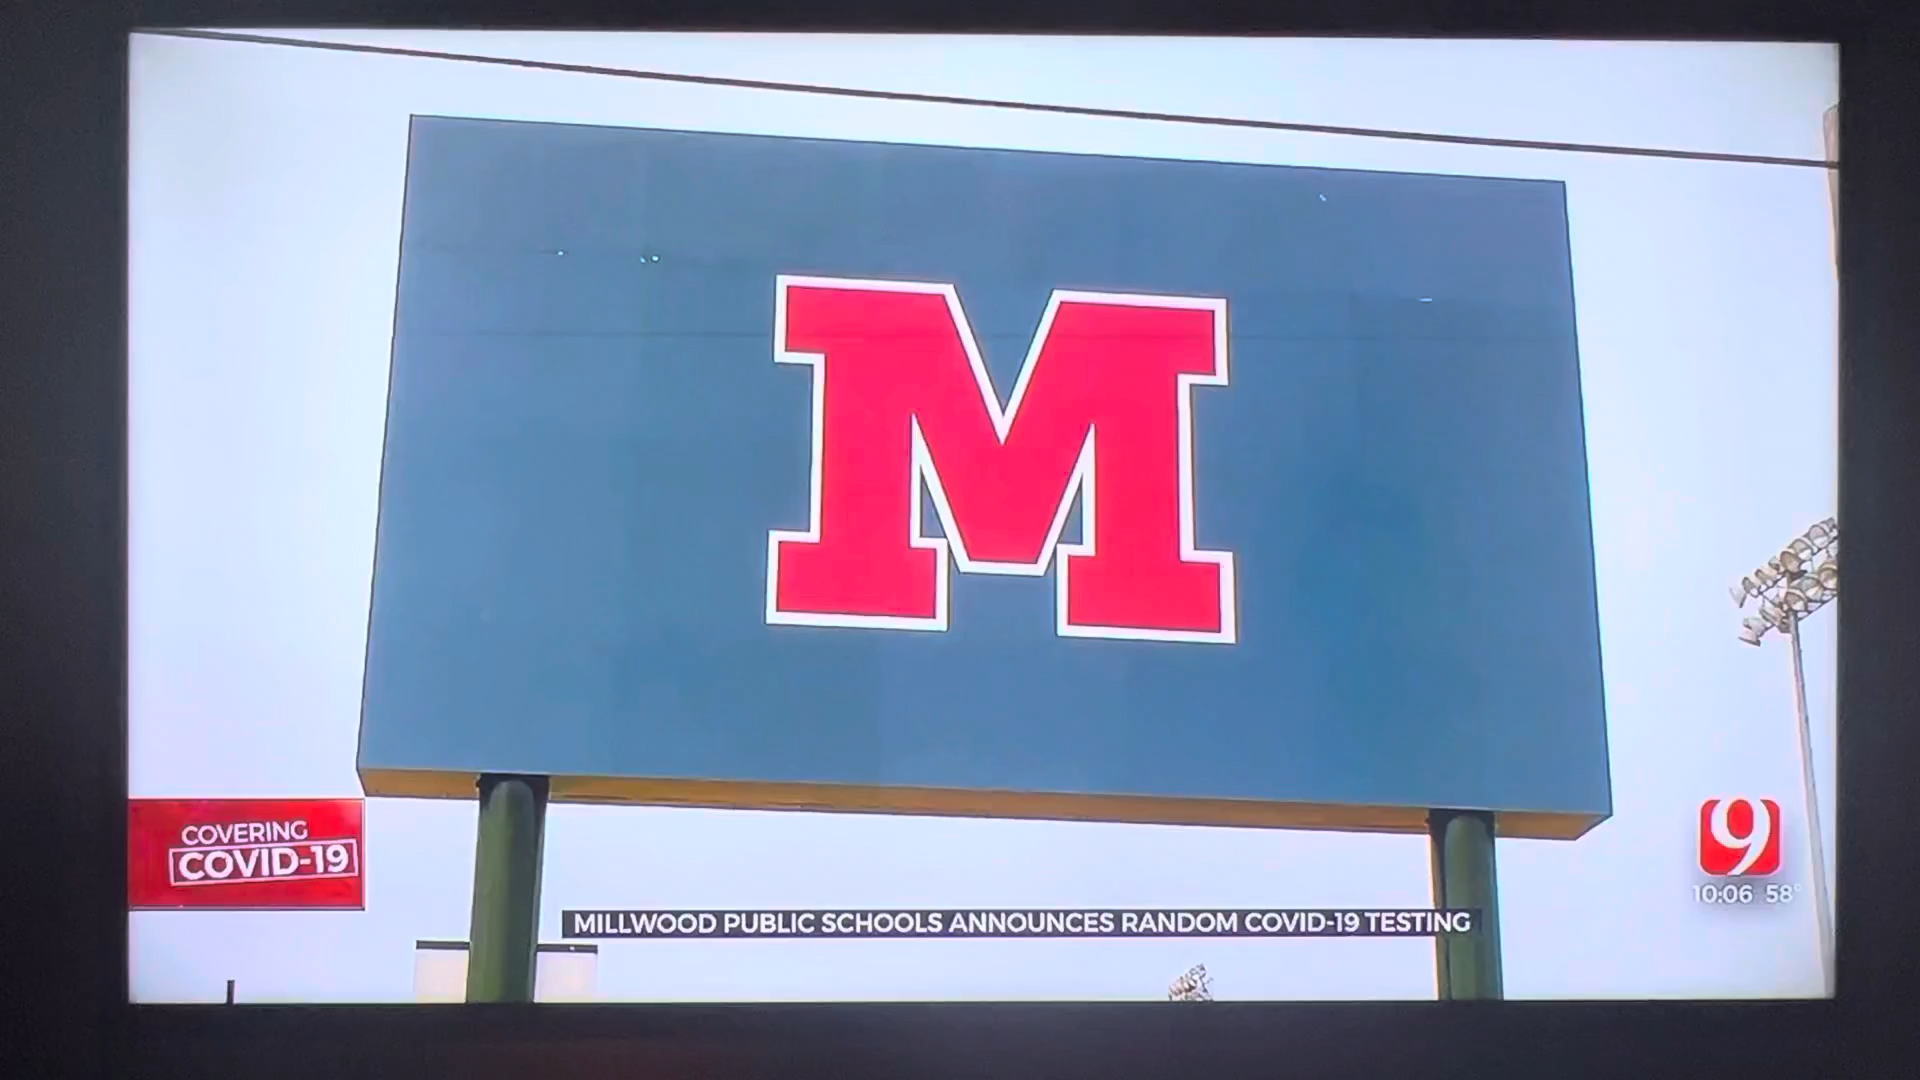 M
COVERING
COVID-19
9
10:06 58°
MILLWOOD PUBLIC SCHOOLS ANNOUNCES RANDOM COVID-19 TESTING